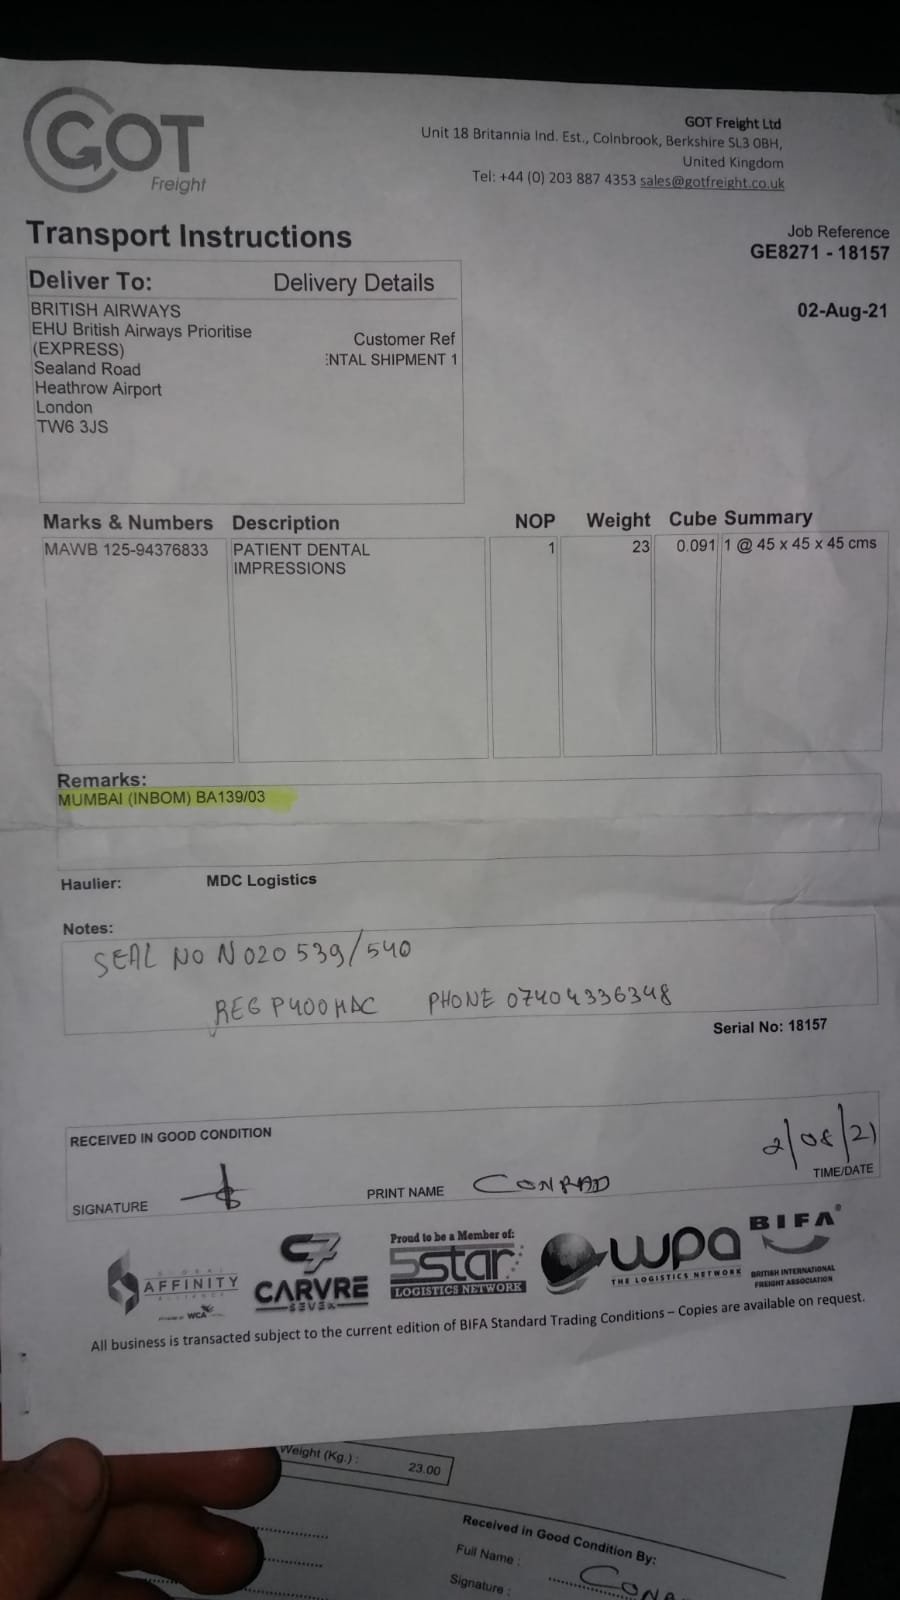 GOT
Freight
GOT Freight Ltd
Unit 18 Britannia Ind. Est., Colnbrook, Berkshire SL3 0BH,
United Kingdom
Tel: +44 (0) 203 887 4353 sales@gotfreight.co.uk
Transport Instructions
Job Reference
GE8271 - 18157
02-Aug-21
Deliver To:
BRITISH AIRWAYS
EHU British Airways Prioritise
(EXPRESS)
Sealand Road
Heathrow Airport
London
TW6 3JS
Delivery Details
Customer Ref
ENTAL SHIPMENT 1
Marks & Numbers Description NOP Weight Cube Summary
MAWB 125-94376833 PATIENT DENTAL 1 23 0.091 1 @ 45 x 45 x 45 cms
IMPRESSIONS
Remarks:
MUMBAI (INBOM) BA139/03
Haulier: MDC Logistics
Notes:
SEAL NO N020 539/540
REG P400MAC PHONE 07404336348
Serial No: 18157
RECEIVED IN GOOD CONDITION
2/08/21
SIGNATURE PRINT NAME CONRAD TIME/DATE
GLOBAL
AFFINITY
ALLIANCE
WCA
CARVRE
SEVEN
Proud to be a Member of:
5star
LOGISTICS NETWORK
wpa
THE LOGISTICS NETWORK
BIFA
BRITISH INTERNATIONAL
FREIGHT ASSOCIATION
All business is transacted subject to the current edition of BIFA Standard Trading Conditions – Copies are available on request.
Weight (Kg.) : 23.00
Received in Good Condition By:
Full Name :
Signature :